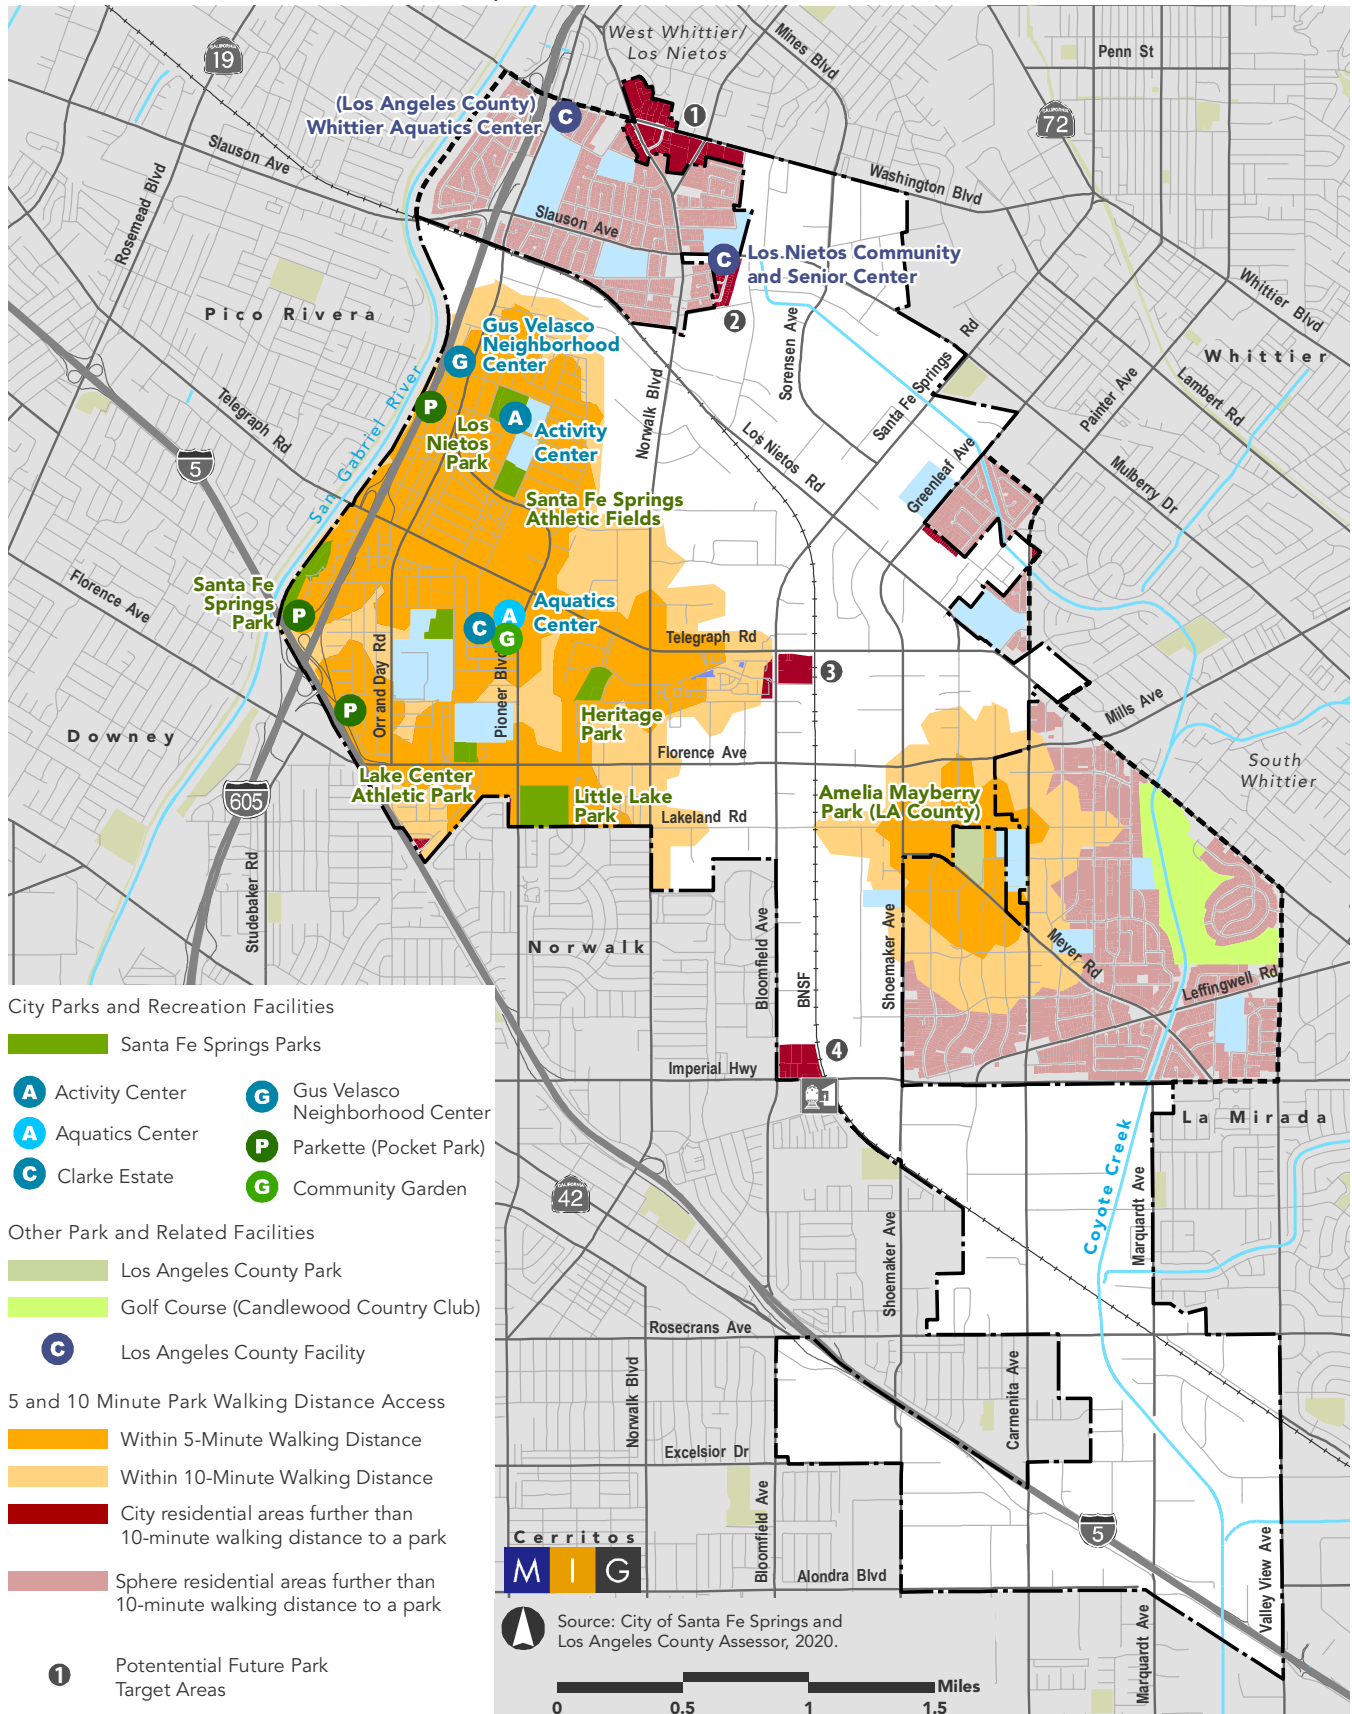 West Whittier/
Los Nietos
Mines Blvd
Penn St
CALIFORNIA
19
CALIFORNIA
72
(Los Angeles County)
Whittier Aquatics Center
C
1
Slauson Ave
Rosemead Blvd
Washington Blvd
Slauson Ave
C
Los Nietos Community
and Senior Center
Whittier Blvd
Pico Rivera
2
Sorensen Ave
Santa Fe Springs Rd
Whittier
Gus Velasco
Neighborhood
Center
G
P
A
Los
Nietos
Park
Activity
Center
Norwalk Blvd
Painter Ave
Lambert Rd
Telegraph Rd
San Gabriel River
Los Nietos Rd
Greenleaf Ave
Mulberry Dr
5
Santa Fe Springs
Athletic Fields
Florence Ave
Santa Fe
Springs
Park
P
A
C
G
Aquatics
Center
Telegraph Rd
3
Orr and Day Rd
Pioneer Blvd
P
Heritage
Park
Mills Ave
Downey
Florence Ave
South
Whittier
605
Lake Center
Athletic Park
Little Lake
Park
Lakeland Rd
Amelia Mayberry
Park (LA County)
Studebaker Rd
Norwalk
Bloomfield Ave
BNSF
Shoemaker Ave
Meyer Rd
Leffingwell Rd
4
Imperial Hwy
La Mirada
Coyote Creek
Marquardt Ave
CALIFORNIA
42
Shoemaker Ave
Rosecrans Ave
Norwalk Blvd
Carmenita Ave
Excelsior Dr
Bloomfield Ave
5
Valley View Ave
Cerritos
Alondra Blvd
Marquardt Ave
City Parks and Recreation Facilities
Santa Fe Springs Parks
A Activity Center
A Aquatics Center
C Clarke Estate
G Gus Velasco
Neighborhood Center
P Parkette (Pocket Park)
G Community Garden
Other Park and Related Facilities
Los Angeles County Park
Golf Course (Candlewood Country Club)
C Los Angeles County Facility
5 and 10 Minute Park Walking Distance Access
Within 5-Minute Walking Distance
Within 10-Minute Walking Distance
City residential areas further than
10-minute walking distance to a park
Sphere residential areas further than
10-minute walking distance to a park
1 Potentential Future Park
Target Areas
M I G
Source: City of Santa Fe Springs and
Los Angeles County Assessor, 2020.
Miles
0 0.5 1 1.5